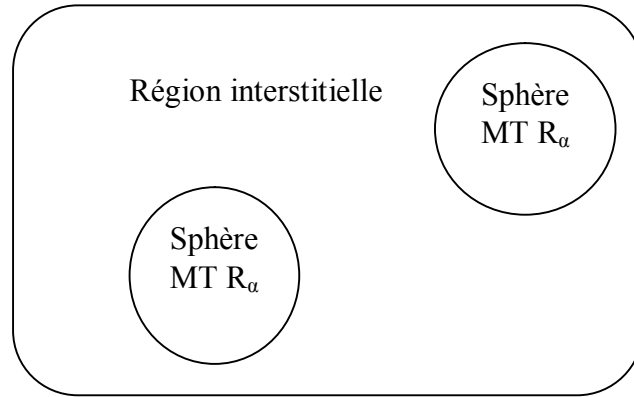 Région interstitielle
Sphère
MT Rα
Sphère
MT Rα